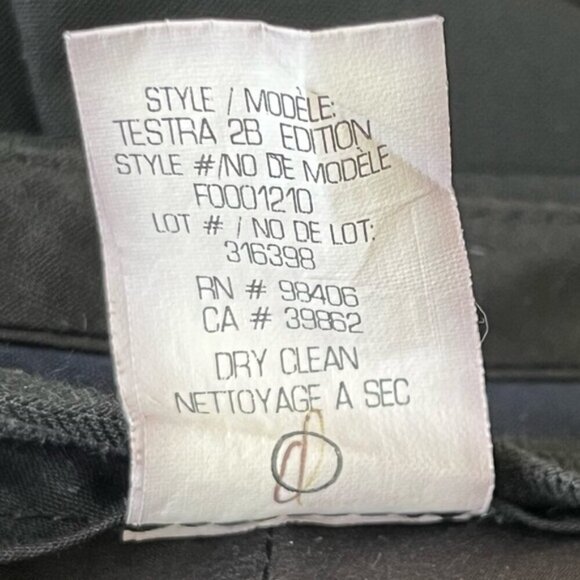 STYLE / MODÈLE:
TESTRA 2B EDITION
STYLE #/NO DE MODÈLE
F0001210
LOT # / NO DE LOT:
316398
RN # 98406
CA # 39862
DRY CLEAN
NETTOYAGE A SEC